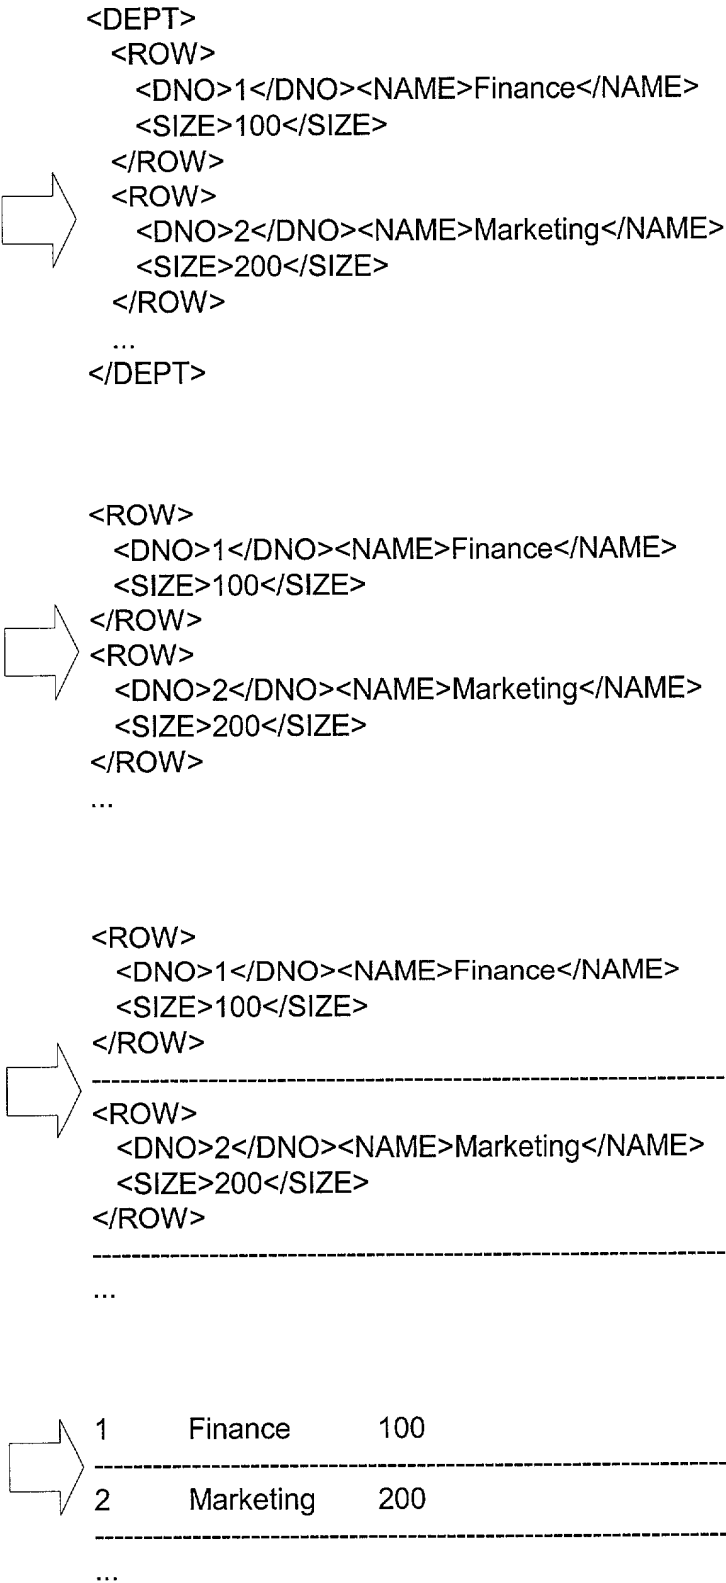 <DEPT>
<ROW>
<DNO>1</DNO><NAME>Finance</NAME>
<SIZE>100</SIZE>
</ROW>
<ROW>
<DNO>2</DNO><NAME>Marketing</NAME>
<SIZE>200</SIZE>
</ROW>
...
</DEPT>
<ROW>
<DNO>1</DNO><NAME>Finance</NAME>
<SIZE>100</SIZE>
</ROW>
<ROW>
<DNO>2</DNO><NAME>Marketing</NAME>
<SIZE>200</SIZE>
</ROW>
...
<ROW>
<DNO>1</DNO><NAME>Finance</NAME>
<SIZE>100</SIZE>
</ROW>
<ROW>
<DNO>2</DNO><NAME>Marketing</NAME>
<SIZE>200</SIZE>
</ROW>
...
1 Finance 100
2 Marketing 200
...